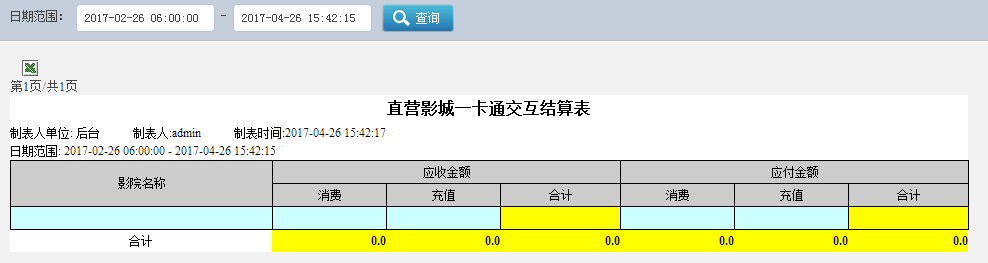 日期范围： 2017-02-26 06:00:00 - 2017-04-26 15:42:15 查询
第1页/共1页
直营影城一卡通交互结算表
制表人单位: 后台 制表人:admin 制表时间:2017-04-26 15:42:17
日期范围: 2017-02-26 06:00:00 - 2017-04-26 15:42:15
影院名称 应收金额 应付金额
消费 充值 合计 消费 充值 合计
合计 0.0 0.0 0.0 0.0 0.0 0.0